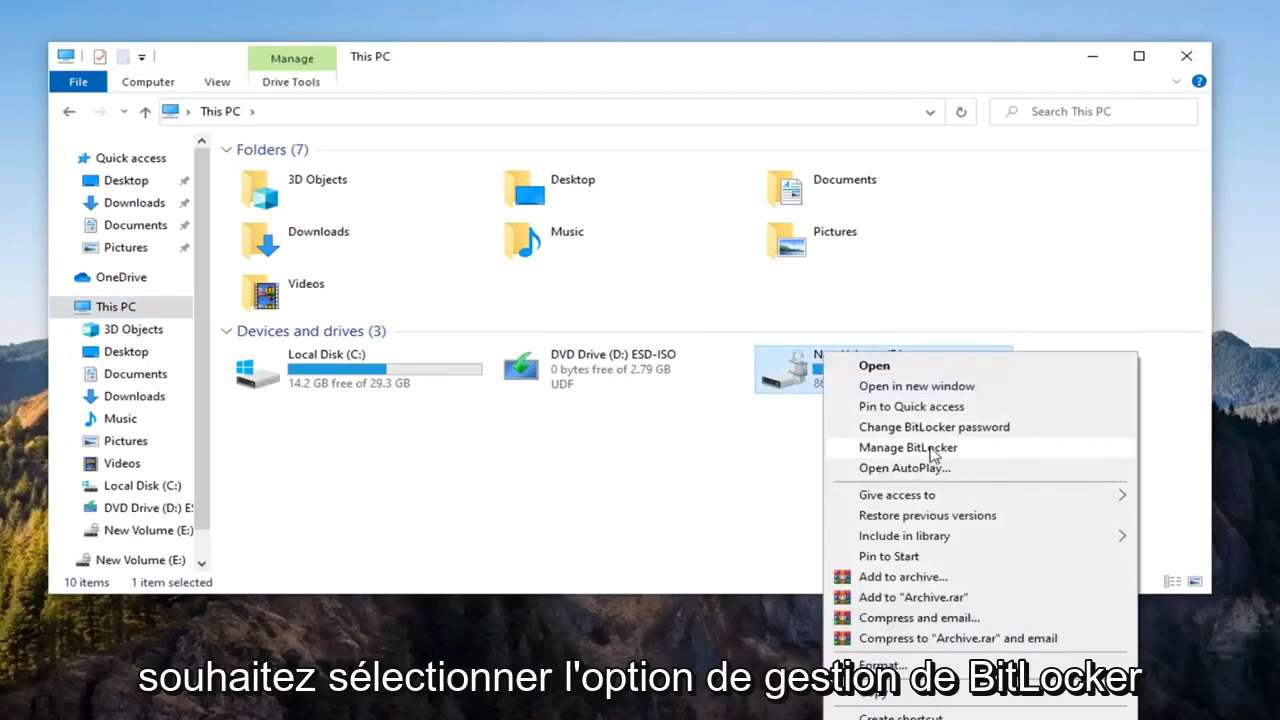 Manage
This PC
File
Computer
View
Drive Tools
This PC
Search This PC
Quick access
Desktop
Downloads
Documents
Pictures
OneDrive
This PC
3D Objects
Desktop
Documents
Downloads
Music
Pictures
Videos
Local Disk (C:)
DVD Drive (D:) ES
New Volume (E:)
New Volume (E:)
Folders (7)
3D Objects
Desktop
Documents
Downloads
Music
Pictures
Videos
Devices and drives (3)
Local Disk (C:)
14.2 GB free of 29.3 GB
DVD Drive (D:) ESD-ISO
0 bytes free of 2.79 GB
UDF
Open
Open in new window
Pin to Quick access
Change BitLocker password
Manage BitLocker
Open AutoPlay...
Give access to
Restore previous versions
Include in library
Pin to Start
Add to archive...
Add to "Archive.rar"
Compress and email...
Compress to "Archive.rar" and email
Format...
Create shortcut
10 items
1 item selected
souhaitez sélectionner l'option de gestion de BitLocker